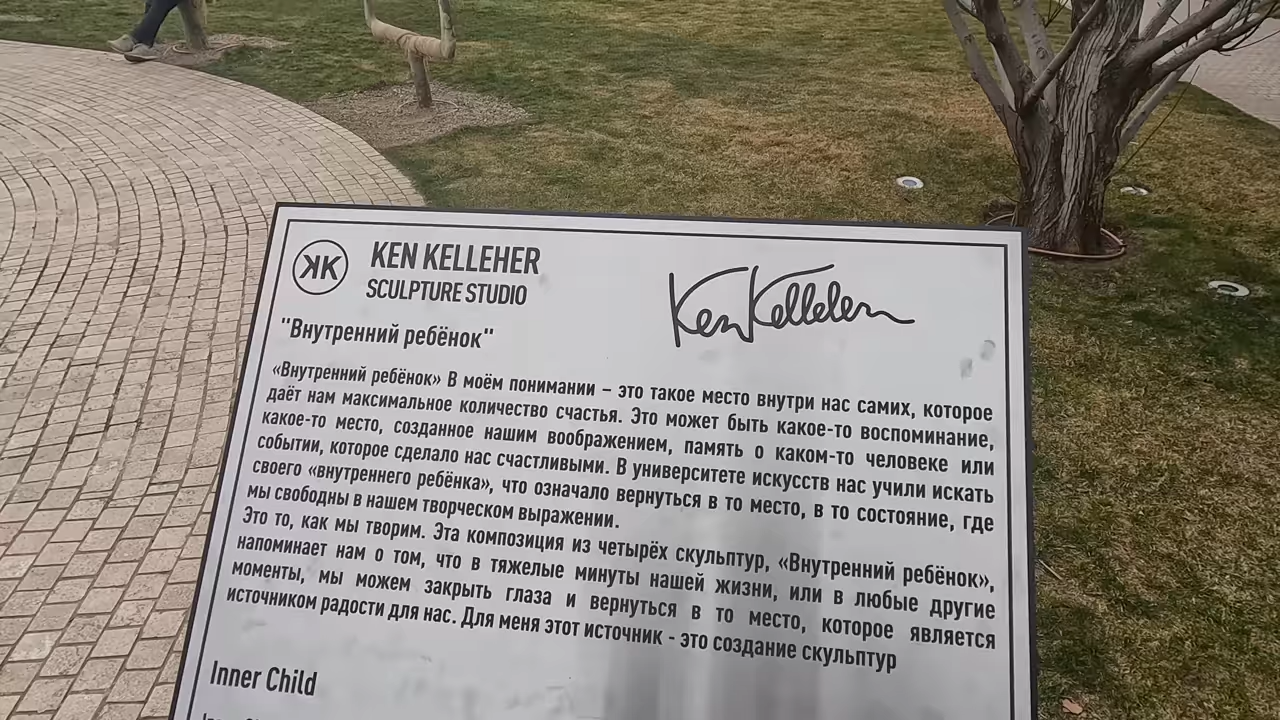 KK
KEN KELLEHER
SCULPTURE STUDIO
Ken Kelleher
"Внутренний ребёнок"
«Внутренний ребёнок» В моём понимании – это такое место внутри нас самих, которое
даёт нам максимальное количество счастья. Это может быть какое-то воспоминание,
какое-то место, созданное нашим воображением, память о каком-то человеке или
событии, которое сделало нас счастливыми. В университете искусств нас учили искать
своего «внутреннего ребёнка», что означало вернуться в то место, в то состояние, где
мы свободны в нашем творческом выражении.
Это то, как мы творим. Эта композиция из четырёх скульптур, «Внутренний ребёнок»,
напоминает нам о том, что в тяжелые минуты нашей жизни, или в любые другие
моменты, мы можем закрыть глаза и вернуться в то место, которое является
источником радости для нас. Для меня этот источник - это создание скульптур
Inner Child